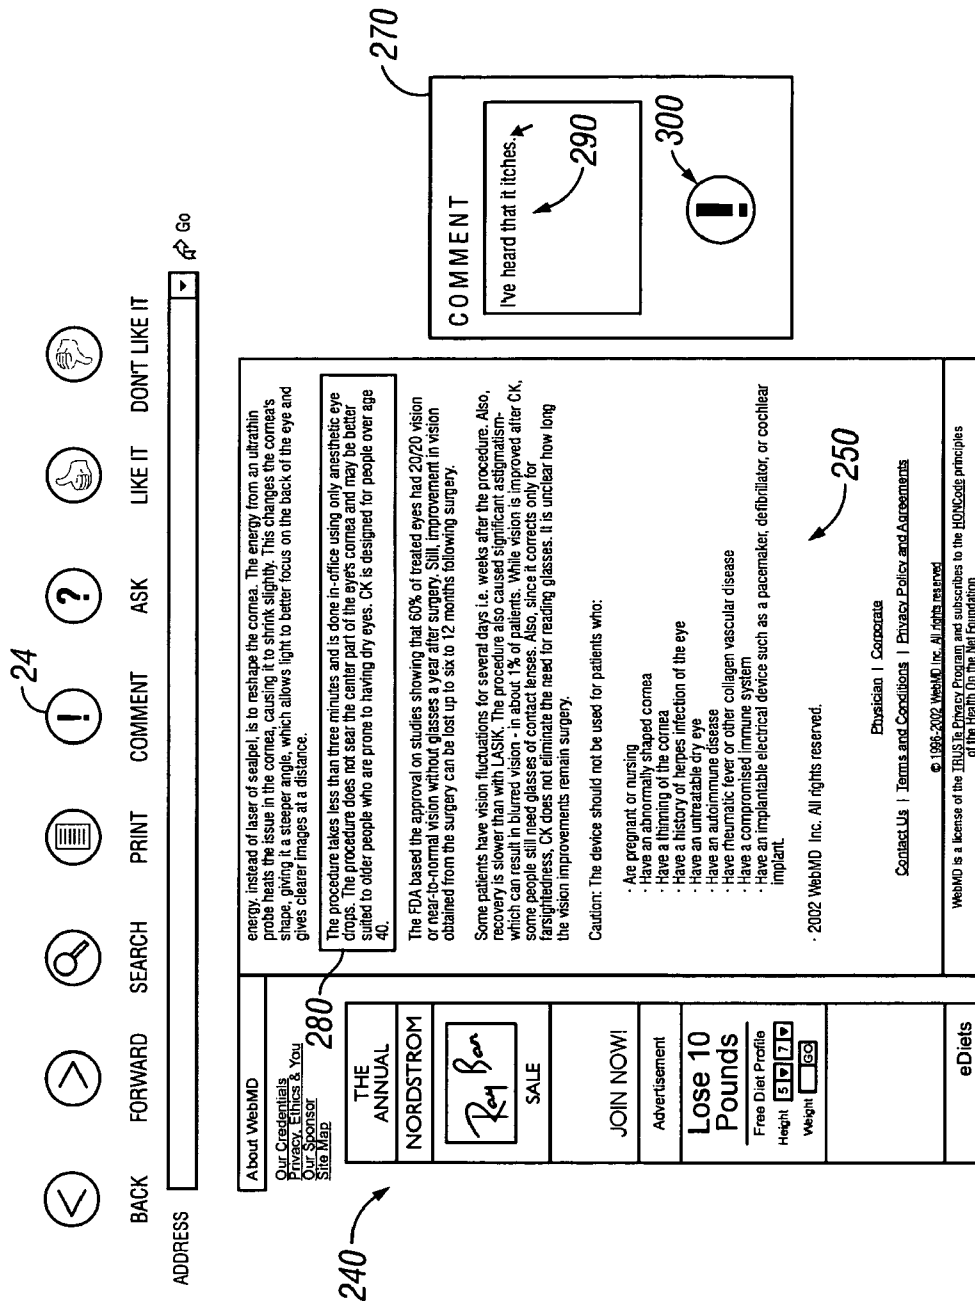 24
BACK
FORWARD
SEARCH
PRINT
COMMENT
ASK
LIKE IT
DON'T LIKE IT
ADDRESS
Go
240
About WebMD
Our Credentials
Privacy, Ethics & You
Our Sponsor
Site Map
280
THE
ANNUAL
NORDSTROM
Ray Ban
SALE
JOIN NOW!
Advertisement
Lose 10
Pounds
Free Diet Profile
Height 5 7
Weight GO
eDiets
energy, instead of laser of sealpel, is to reshape the cornea. The energy from an ultrathin
probe heats the issue in the cornea, causing it to shrink slightly. This changes the cornea's
shape, giving it a steeper angle, which allows light to better focus on the back of the eye and
gives clearer images at a distance.
The procedure takes less than three minutes and is done in-office using only anesthetic eye
drops. The procedure does not sear the center part of the eye's cornea and may be better
suited to older people who are prone to having dry eyes. CK is designed for people over age
40.
The FDA based the approval on studies showing that 60% of treated eyes had 20/20 vision
or near-to-normal vision without glasses a year after surgery. Still, improvement in vision
obtained from the surgery can be lost up to six to 12 months following surgery.
Some patients have vision fluctuations for several days i.e. weeks after the procedure. Also,
recovery is slower than with LASIK. The procedure also caused significant astigmatism-
which can result in blurred vision - in about 1% of patients. While vision is improved after CK,
some people still need glasses of contact lenses. Also, since it corrects only for
farsightedness, CK does not eliminate the need for reading glasses. It is unclear how long
the vision improvements remain surgery.
Caution: The device should not be used for patients who:
· Are pregnant or nursing
· Have an abnormally shaped cornea
· Have a thinning of the cornea
· Have a history of herpes infection of the eye
· Have an untreatable dry eye
· Have an autoimmune disease
· Have rheumatic fever or other collagen vascular disease
· Have a compromised immune system
· Have an implantable electrical device such as a pacemaker, defibrillator, or cochlear
implant.
· 2002 WebMD Inc. All rights reserved.
250
Physician | Corporate
Contact Us | Terms and Conditions | Privacy Policy and Agreements
© 1996-2002 WebMD Inc. All rights reserved
WebMD is a license of the TRUSTe Privacy Program and subscribes to the HONCode principles
of the Health On the Net Foundation
270
COMMENT
I've heard that it itches.
290
300